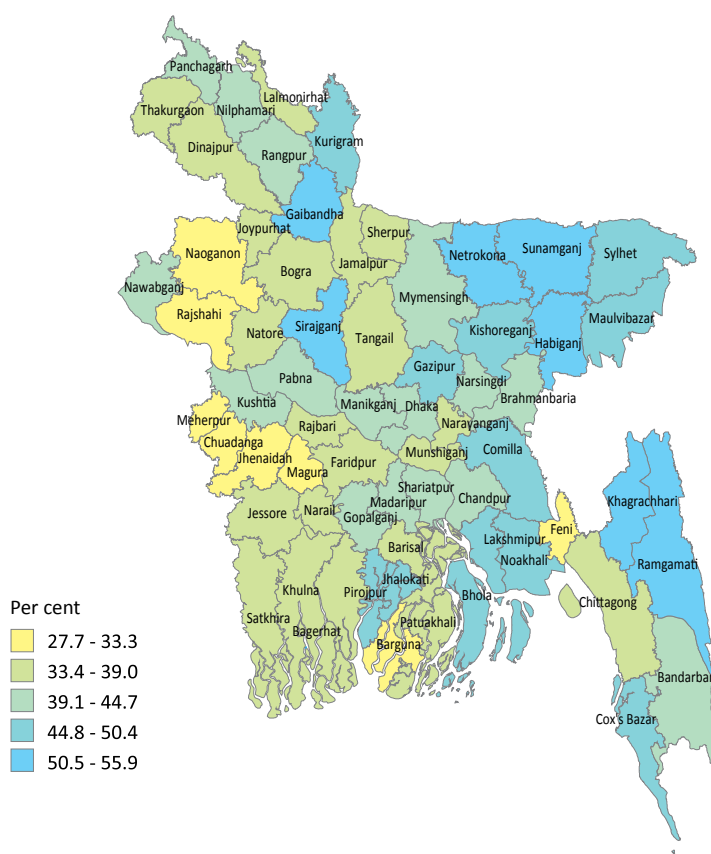 Panchagarh
Lalmonirhat
Thakurgaon
Nilphamari
Kurigram
Dinajpur
Rangpur
Gaibandha
Joypurhat
Sherpur
Naoganon
Netrokona
Sunamganj
Sylhet
Bogra
Jamalpur
Nawabganj
Mymensingh
Rajshahi
Sirajganj
Maulvibazar
Natore
Tangail
Kishoreganj
Habiganj
Gazipur
Pabna
Narsingdi
Kushtia
Manikganj
Dhaka
Brahmanbaria
Meherpur
Rajbari
Narayanganj
Chuadanga
Comilla
Jhenaidah
Munshiganj
Magura
Faridpur
Shariatpur
Khagrachhari
Madaripur
Chandpur
Jessore
Narail
Gopalganj
Feni
Lakshmipur
Barisal
Noakhali
Ramgamati
Jhalokati
Khulna
Pirojpur
Bhola
Chittagong
Satkhira
Patuakhali
Bagerhat
Barguna
Bandarban
Cox's Bazar
Per cent
27.7 - 33.3
33.4 - 39.0
39.1 - 44.7
44.8 - 50.4
50.5 - 55.9